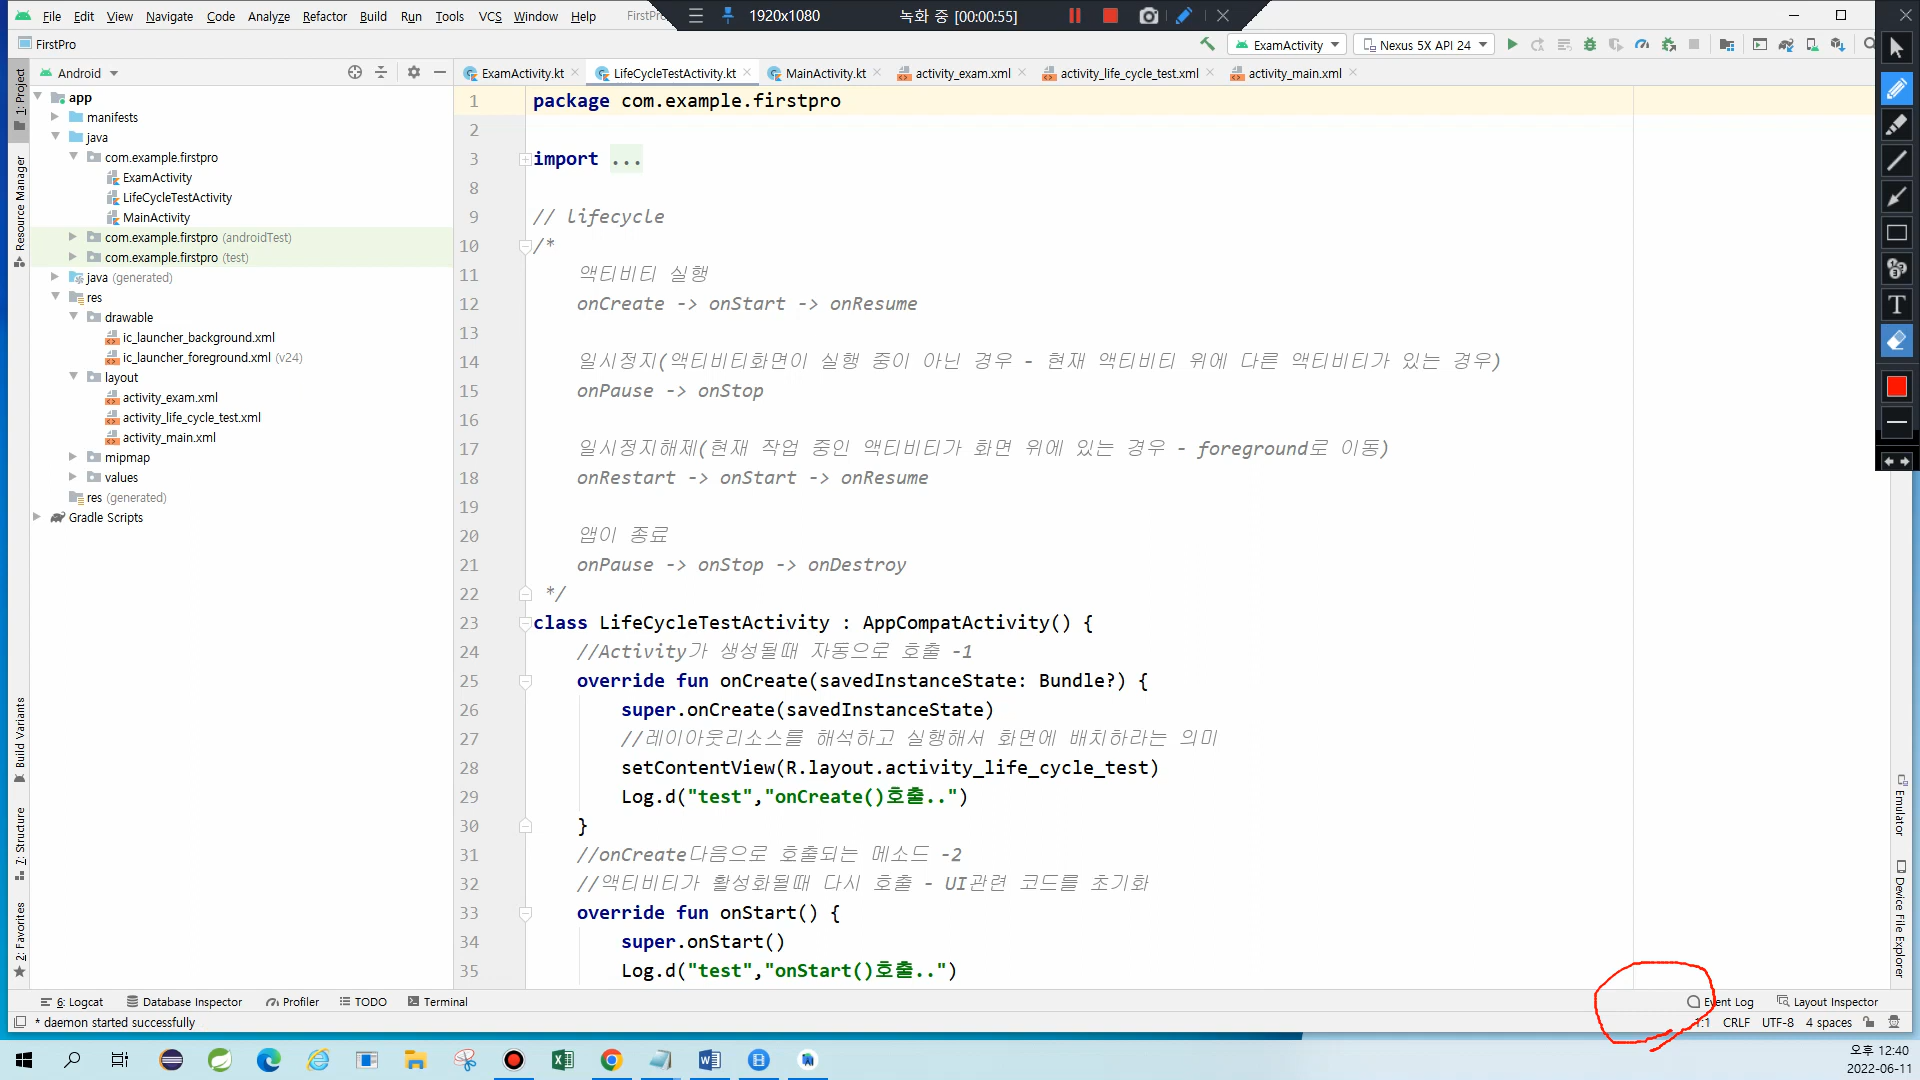 File Edit View Navigate Code Analyze Refactor Build Run Tools VCS Window Help FirstPro
1920x1080 녹화 중 [00:00:55]
FirstPro
ExamActivity Nexus 5X API 24
Android
ExamActivity.kt LifeCycleTestActivity.kt MainActivity.kt activity_exam.xml activity_life_cycle_test.xml activity_main.xml
1: Project
Resource Manager
Build Variants
7: Structure
2: Favorites
app
manifests
java
com.example.firstpro
ExamActivity
LifeCycleTestActivity
MainActivity
com.example.firstpro (androidTest)
com.example.firstpro (test)
java (generated)
res
drawable
ic_launcher_background.xml
ic_launcher_foreground.xml (v24)
layout
activity_exam.xml
activity_life_cycle_test.xml
activity_main.xml
mipmap
values
res (generated)
Gradle Scripts
1 package com.example.firstpro
2
3 import ...
8
9 // lifecycle
10 /*
11 액티비티 실행
12 onCreate -> onStart -> onResume
13
14 일시정지(액티비티화면이 실행 중이 아닌 경우 - 현재 액티비티 위에 다른 액티비티가 있는 경우)
15 onPause -> onStop
16
17 일시정지해제(현재 작업 중인 액티비티가 화면 위에 있는 경우 - foreground로 이동)
18 onRestart -> onStart -> onResume
19
20 앱이 종료
21 onPause -> onStop -> onDestroy
22 */
23 class LifeCycleTestActivity : AppCompatActivity() {
24 //Activity가 생성될때 자동으로 호출 -1
25 override fun onCreate(savedInstanceState: Bundle?) {
26 super.onCreate(savedInstanceState)
27 //레이아웃리소스를 해석하고 실행해서 화면에 배치하라는 의미
28 setContentView(R.layout.activity_life_cycle_test)
29 Log.d("test","onCreate()호출..")
30 }
31 //onCreate다음으로 호출되는 메소드 -2
32 //액티비티가 활성화될때 다시 호출 - UI관련 코드를 초기화
33 override fun onStart() {
34 super.onStart()
35 Log.d("test","onStart()호출..")
Emulator
Device File Explorer
6: Logcat Database Inspector Profiler TODO Terminal Event Log Layout Inspector
* daemon started successfully 1:1 CRLF UTF-8 4 spaces
오후 12:40
2022-06-11